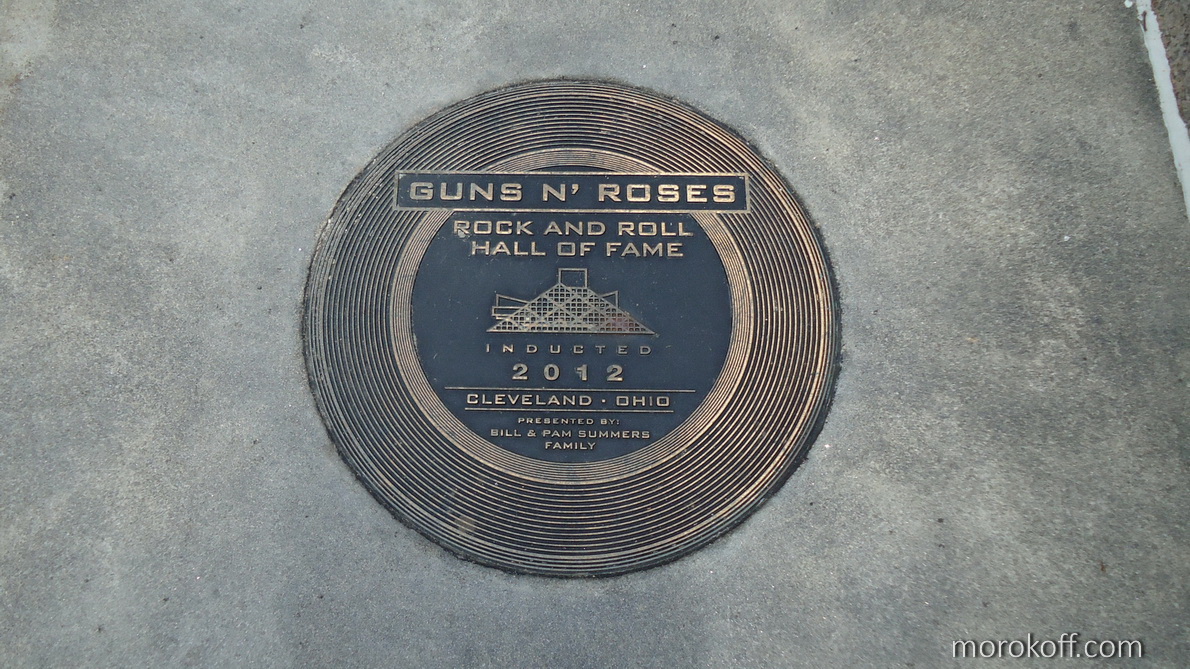 GUNS N' ROSES
ROCK AND ROLL
HALL OF FAME
INDUCTED
2012
CLEVELAND · OHIO
PRESENTED BY:
BILL & PAM SUMMERS
FAMILY
morokoff.com